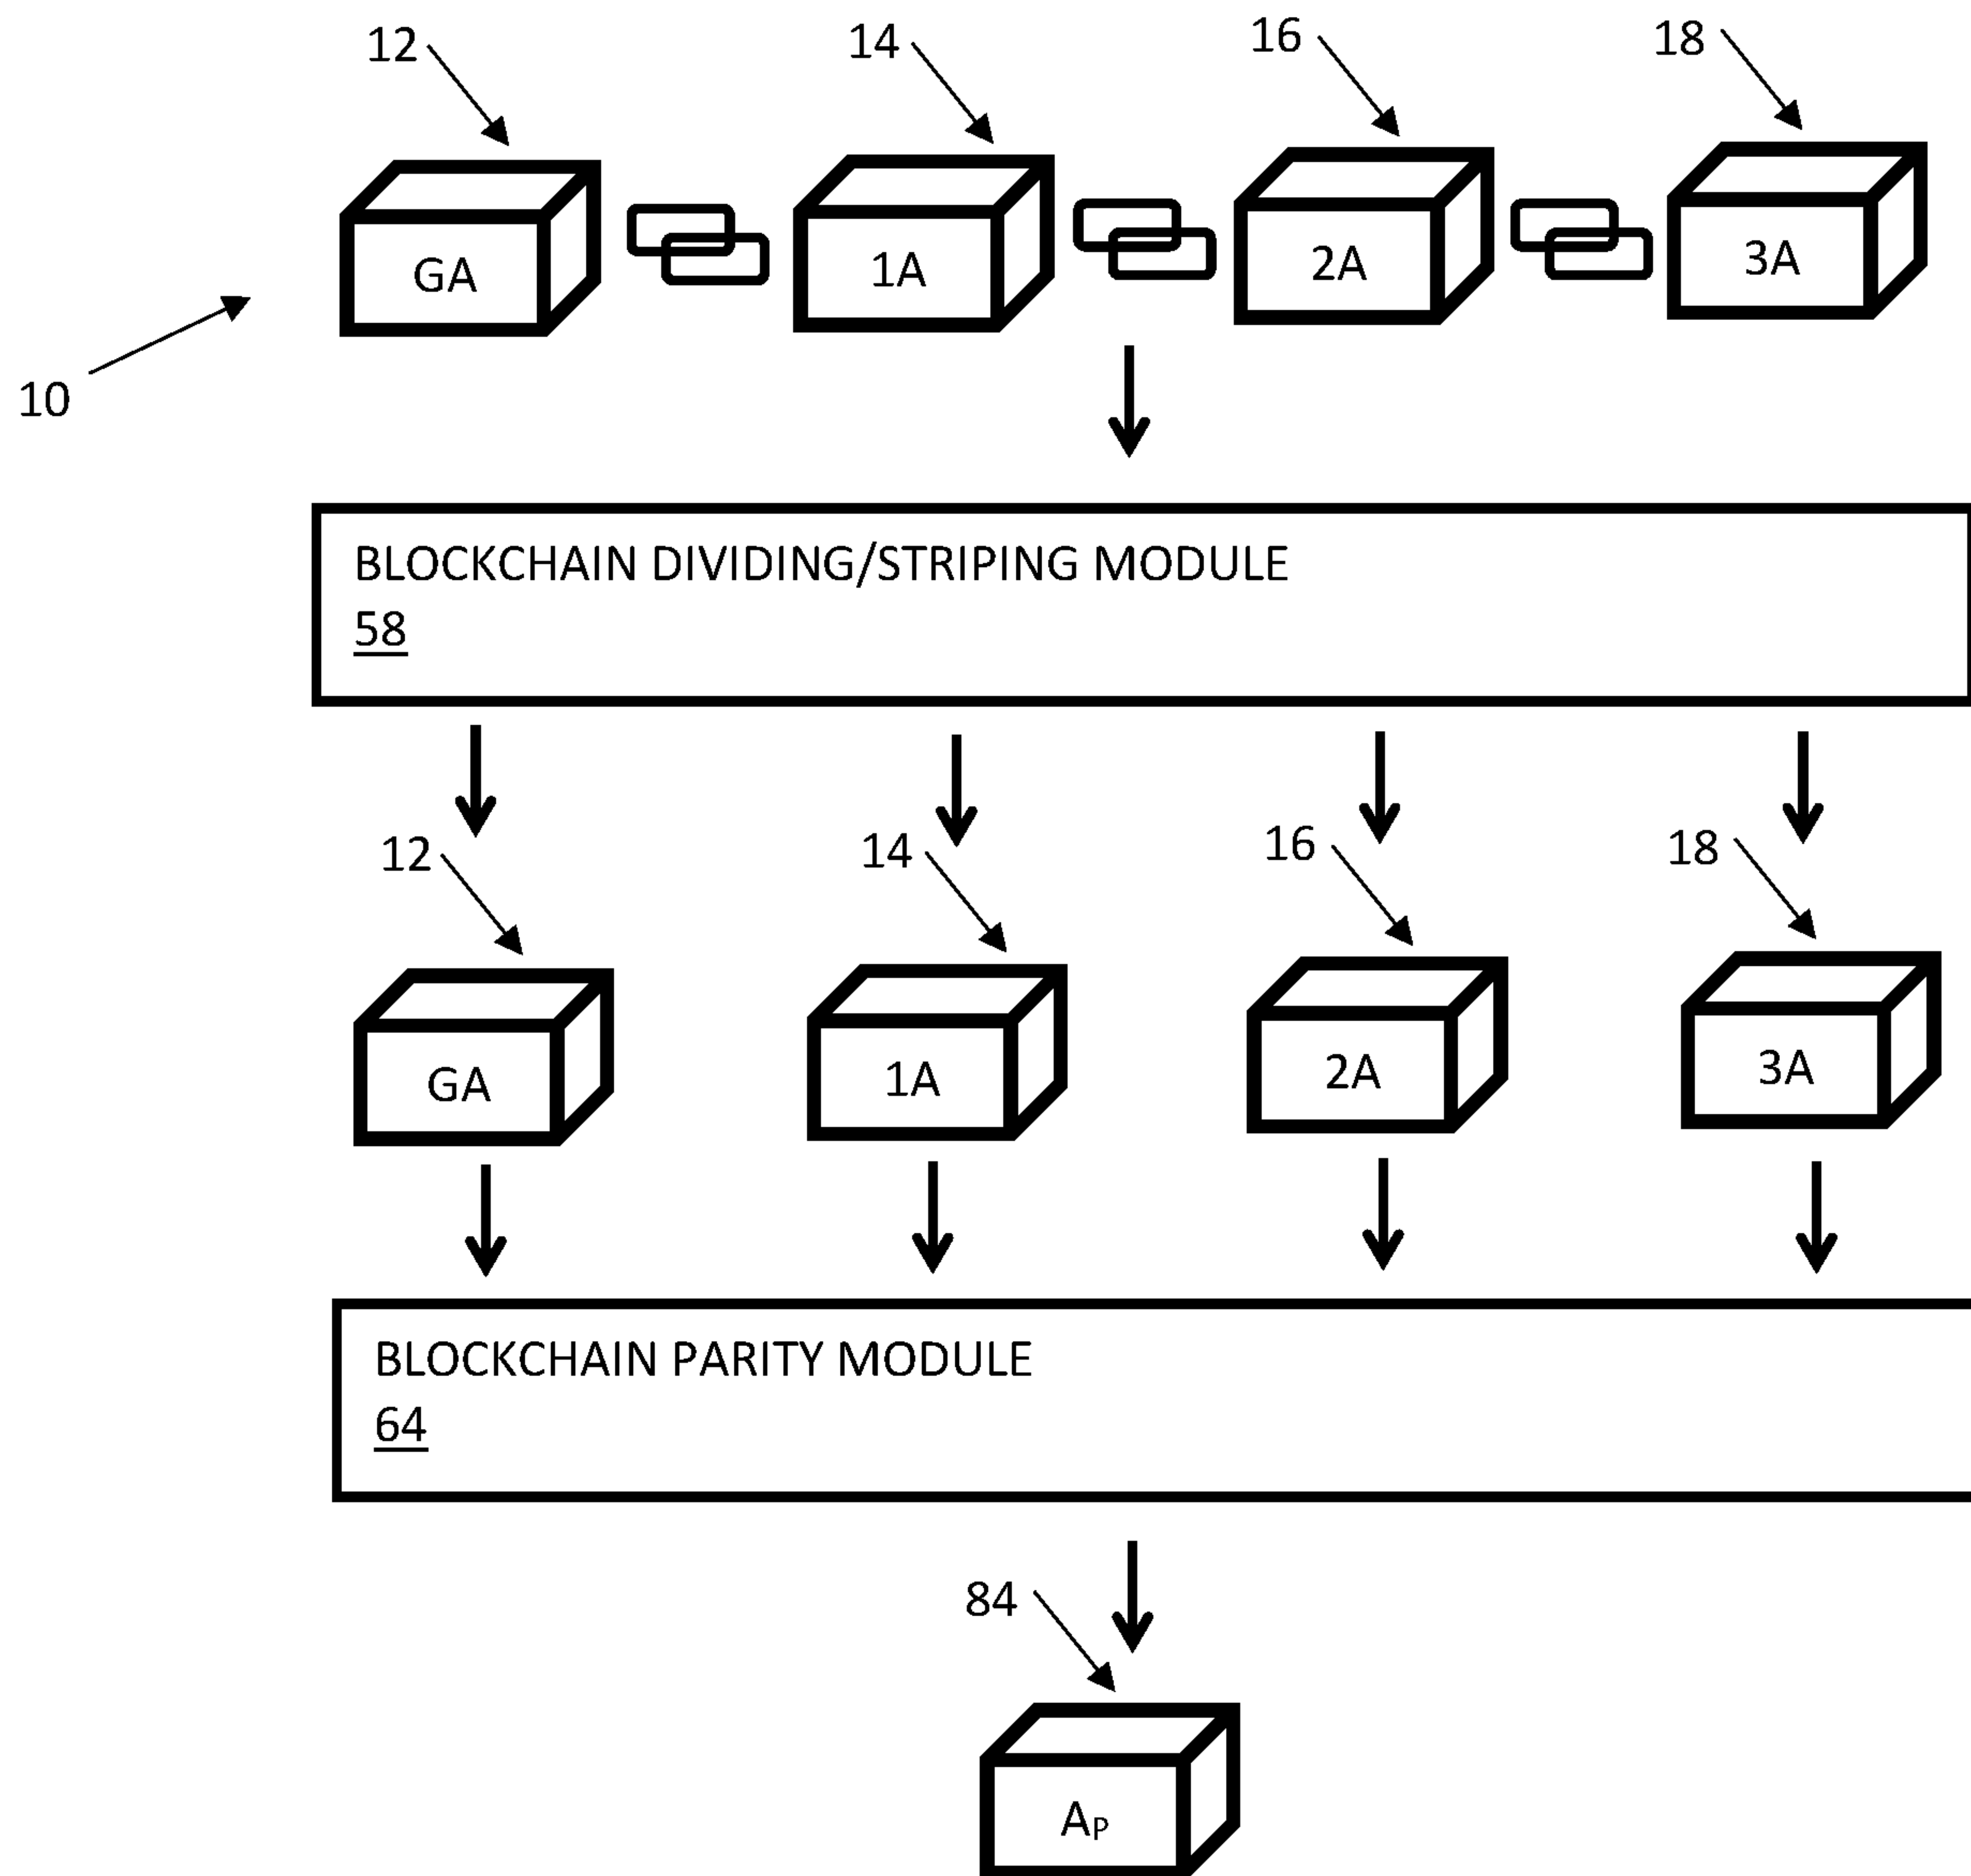 12 14 16 18
GA 1A 2A 3A
10
BLOCKCHAIN DIVIDING/STRIPING MODULE
58
12 14 16 18
GA 1A 2A 3A
BLOCKCHAIN PARITY MODULE
64
84
AP